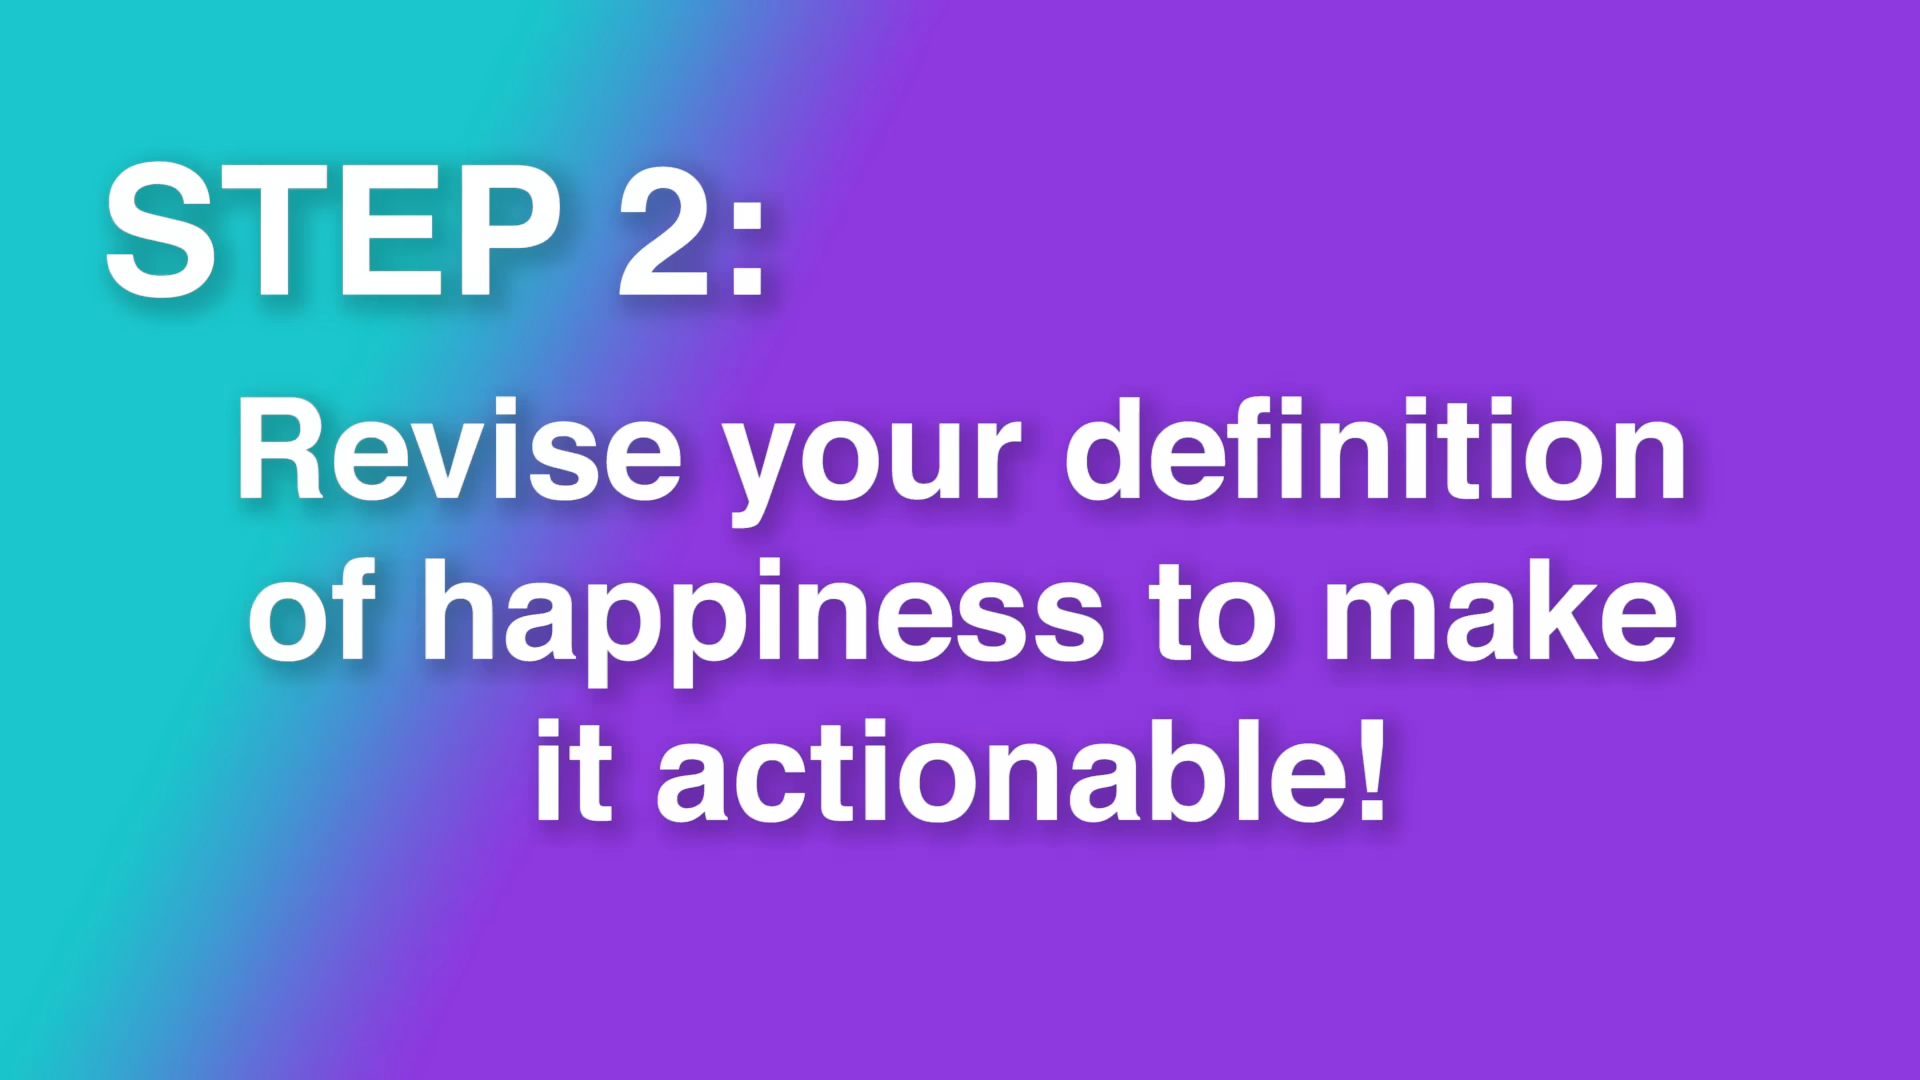 STEP 2:
Revise your definition
of happiness to make
it actionable!